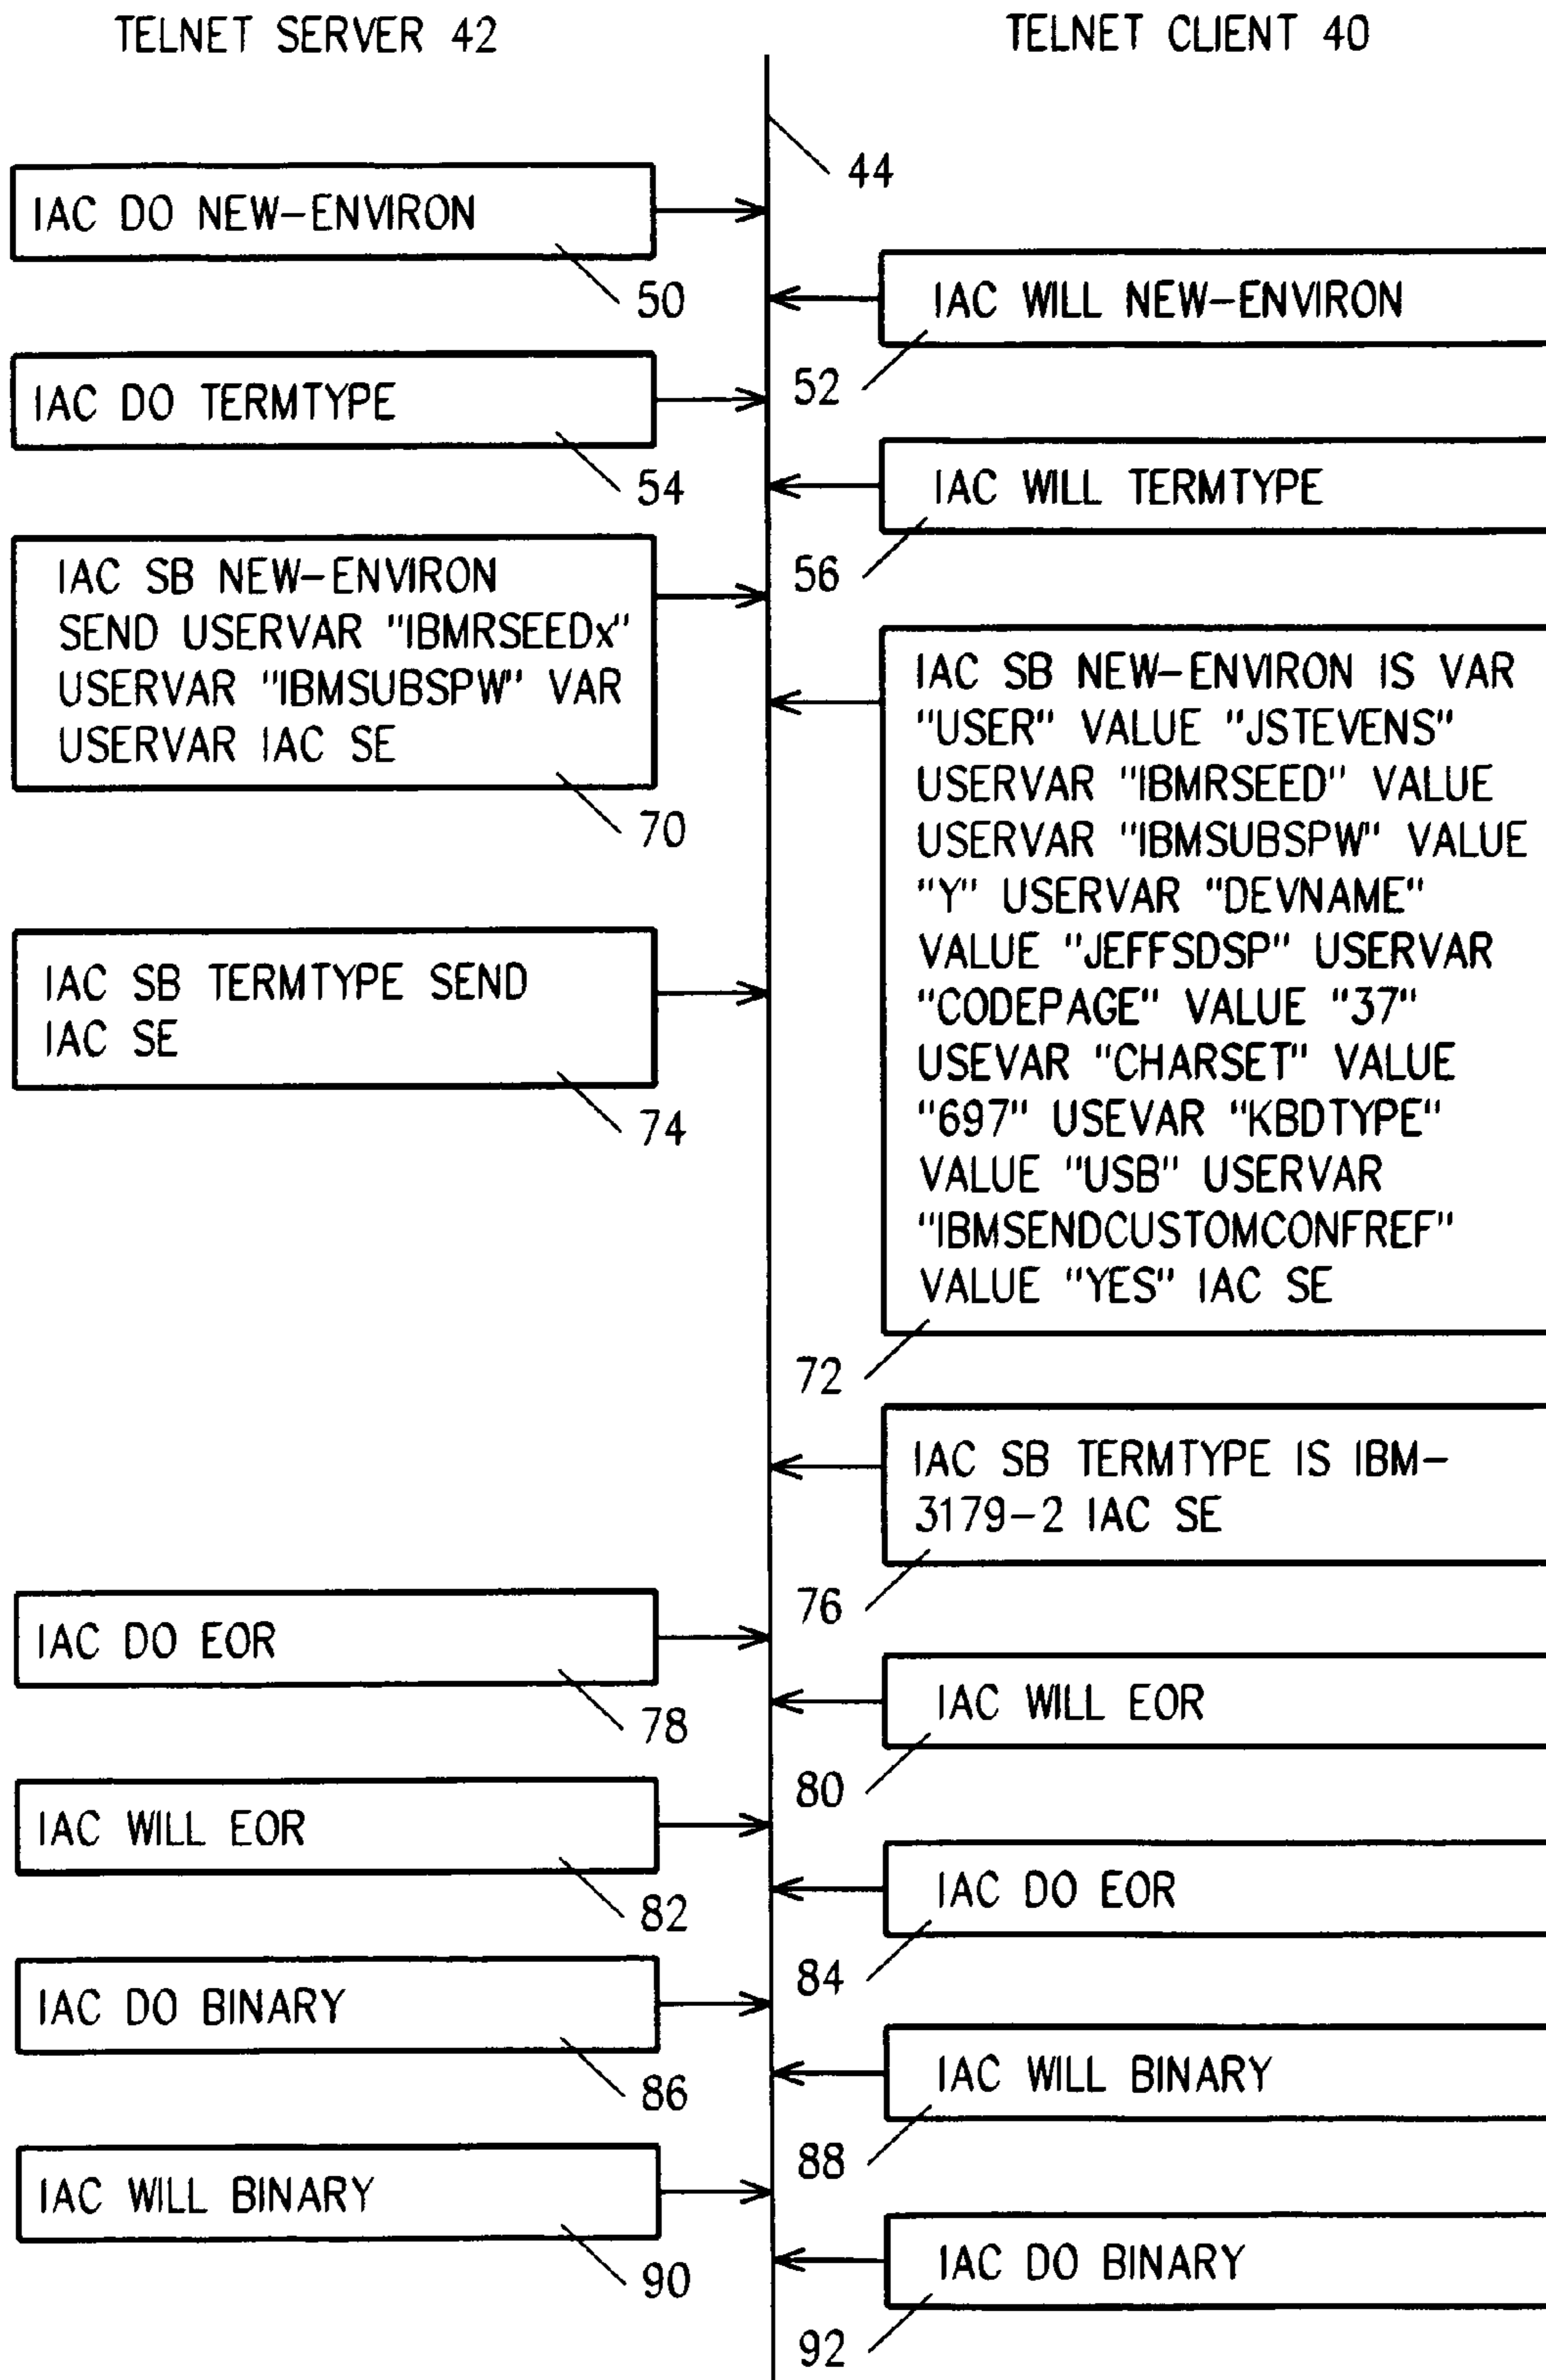 TELNET SERVER 42
TELNET CLIENT 40
44
IAC DO NEW-ENVIRON
50
IAC WILL NEW-ENVIRON
52
IAC DO TERMTYPE
54
IAC WILL TERMTYPE
56
IAC SB NEW-ENVIRON
SEND USERVAR "IBMRSEEDx"
USERVAR "IBMSUBSPW" VAR
USERVAR IAC SE
70
IAC SB NEW-ENVIRON IS VAR
"USER" VALUE "JSTEVENS"
USERVAR "IBMRSEED" VALUE
USERVAR "IBMSUBSPW" VALUE
"Y" USERVAR "DEVNAME"
VALUE "JEFFSDSP" USERVAR
"CODEPAGE" VALUE "37"
USEVAR "CHARSET" VALUE
"697" USEVAR "KBDTYPE"
VALUE "USB" USERVAR
"IBMSENDCUSTOMCONFREF"
VALUE "YES" IAC SE
72
IAC SB TERMTYPE SEND
IAC SE
74
IAC SB TERMTYPE IS IBM-
3179-2 IAC SE
76
IAC DO EOR
78
IAC WILL EOR
80
IAC WILL EOR
82
IAC DO EOR
84
IAC DO BINARY
86
IAC WILL BINARY
88
IAC WILL BINARY
90
IAC DO BINARY
92